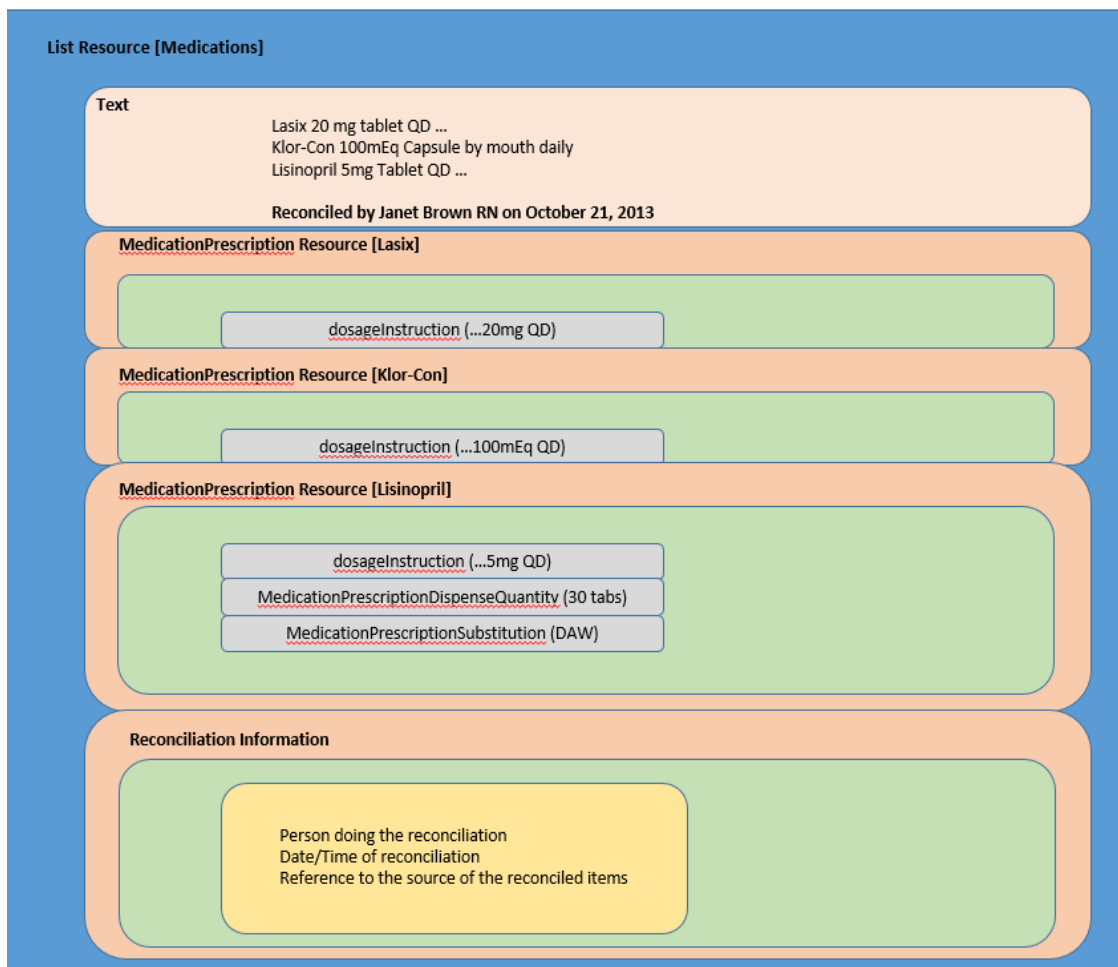 List Resource [Medications]
Text
Lasix 20 mg tablet QD ...
Klor-Con 100mEq Capsule by mouth daily
Lisinopril 5mg Tablet QD ...
Reconciled by Janet Brown RN on October 21, 2013
MedicationPrescription Resource [Lasix]
dosageInstruction (...20mg QD)
MedicationPrescription Resource [Klor-Con]
dosageInstruction (...100mEq QD)
MedicationPrescription Resource [Lisinopril]
dosageInstruction (...5mg QD)
MedicationPrescriptionDispenseQuantity (30 tabs)
MedicationPrescriptionSubstitution (DAW)
Reconciliation Information
Person doing the reconciliation
Date/Time of reconciliation
Reference to the source of the reconciled items